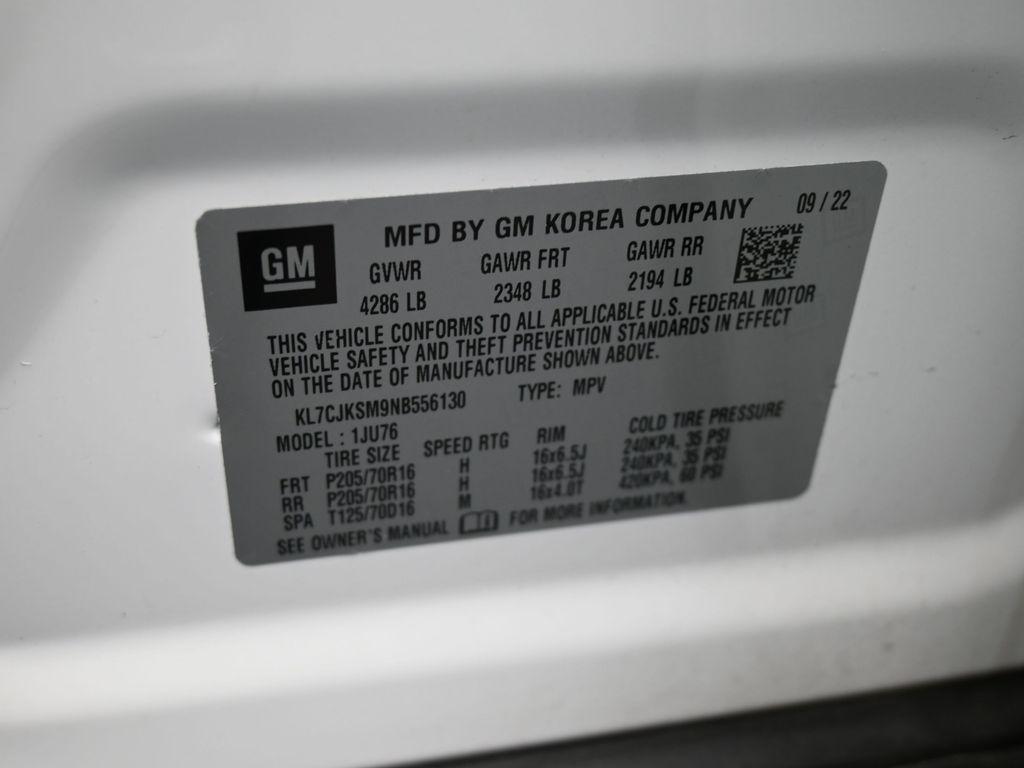 MFD BY GM KOREA COMPANY 09 / 22
GM
GVWR GAWR FRT GAWR RR
4286 LB 2348 LB 2194 LB
THIS VEHICLE CONFORMS TO ALL APPLICABLE U.S. FEDERAL MOTOR
VEHICLE SAFETY AND THEFT PREVENTION STANDARDS IN EFFECT
ON THE DATE OF MANUFACTURE SHOWN ABOVE.
KL7CJKSM9NB556130 TYPE: MPV
MODEL : 1JU76
TIRE SIZE SPEED RTG RIM COLD TIRE PRESSURE
FRT P205/70R16 H 16x6.5J 240KPA, 35 PSI
RR P205/70R16 H 16x6.5J 240KPA, 35 PSI
SPA T125/70D16 M 16x4.0T 420KPA, 60 PSI
SEE OWNER'S MANUAL FOR MORE INFORMATION.